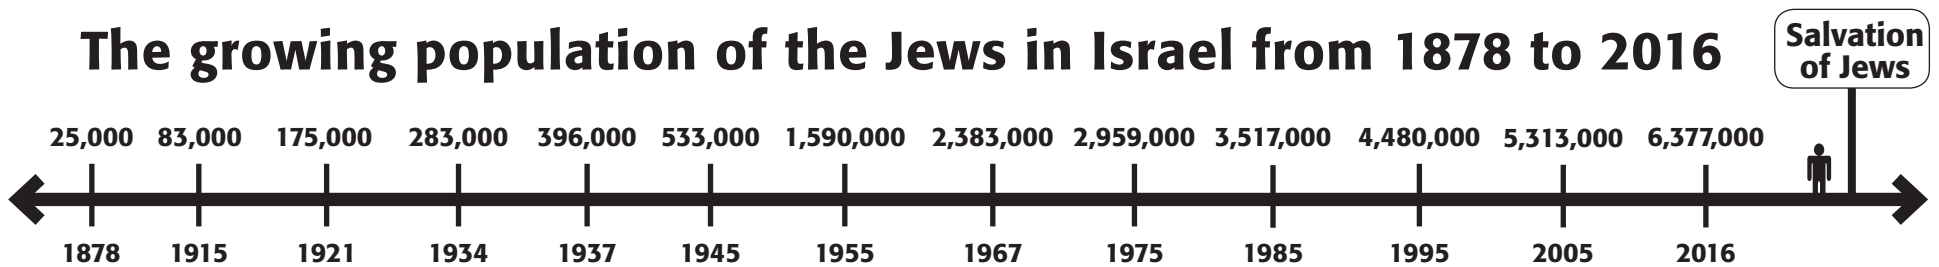 The growing population of the Jews in Israel from 1878 to 2016
Salvation
of Jews
25,000 83,000 175,000 283,000 396,000 533,000 1,590,000 2,383,000 2,959,000 3,517,000 4,480,000 5,313,000 6,377,000
1878 1915 1921 1934 1937 1945 1955 1967 1975 1985 1995 2005 2016